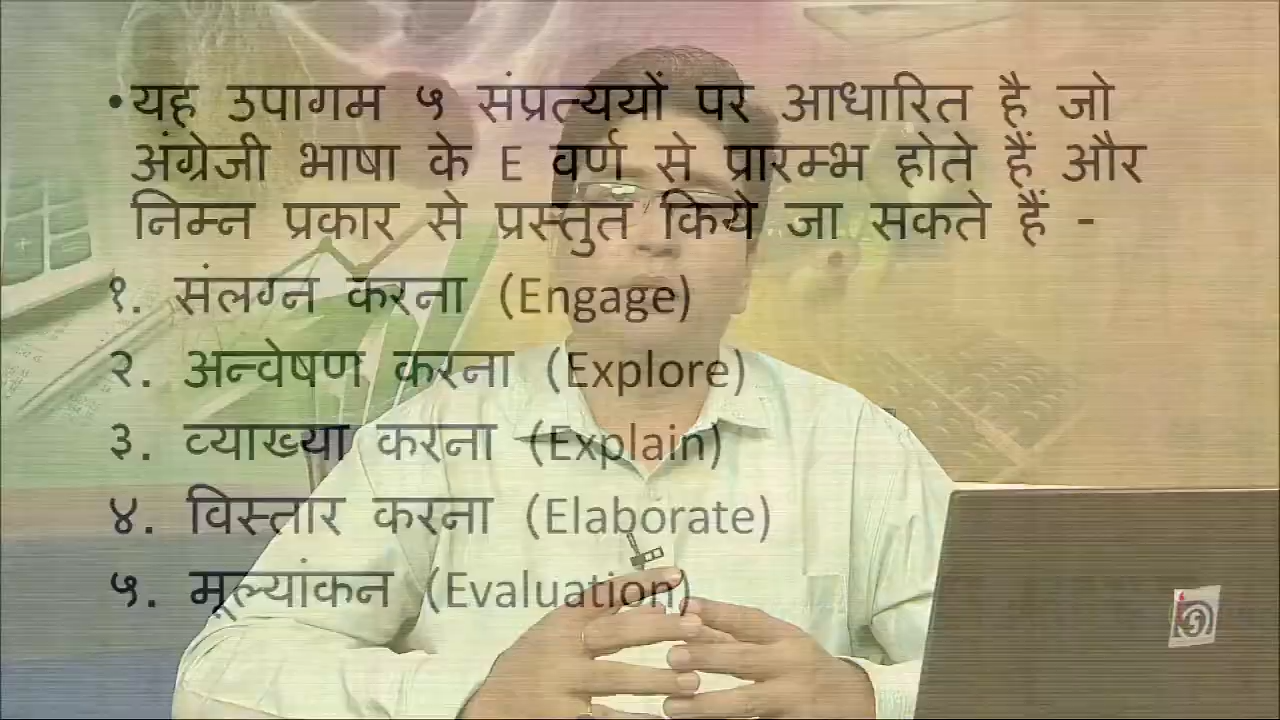 •यह उपागम ५ संप्रत्ययों पर आधारित है जो
अंग्रेजी भाषा के E वर्ण से प्रारम्भ होते हैं और
निम्न प्रकार से प्रस्तुत किये जा सकते हैं -
१. संलग्न करना (Engage)
२. अन्वेषण करना (Explore)
३. व्याख्या करना (Explain)
४. विस्तार करना (Elaborate)
५. मूल्यांकन (Evaluation)